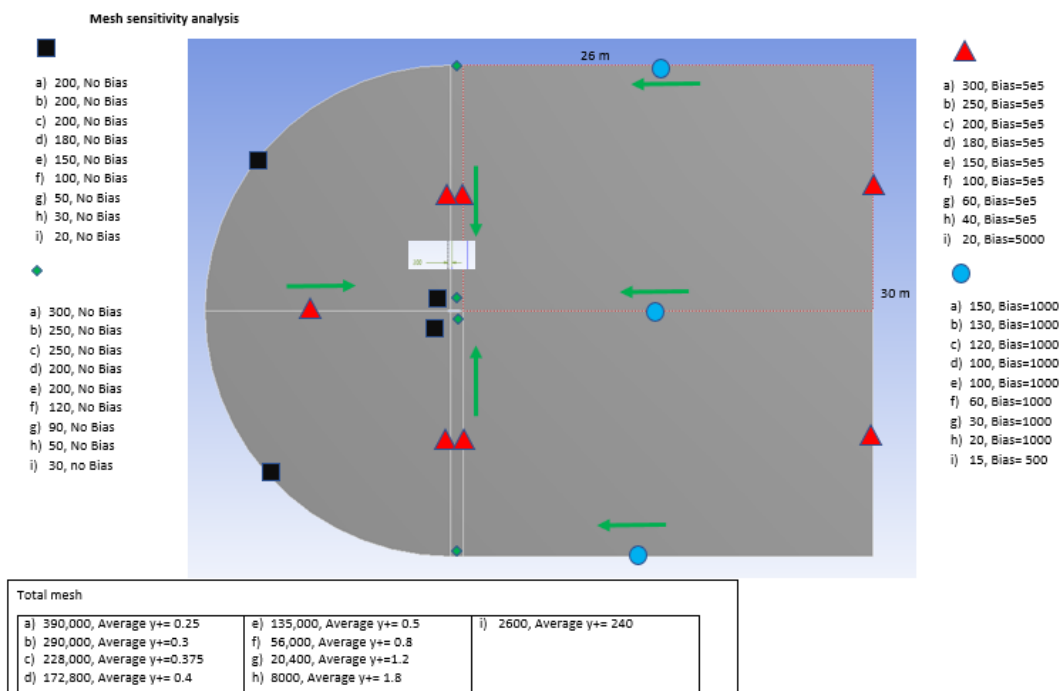 Mesh sensitivity analysis
a) 200, No Bias
b) 200, No Bias
c) 200, No Bias
d) 180, No Bias
e) 150, No Bias
f) 100, No Bias
g) 50, No Bias
h) 30, No Bias
i) 20, No Bias
a) 300, No Bias
b) 250, No Bias
c) 250, No Bias
d) 200, No Bias
e) 200, No Bias
f) 120, No Bias
g) 90, No Bias
h) 50, No Bias
i) 30, no Bias
26 m
30 m
a) 300, Bias=5e5
b) 250, Bias=5e5
c) 200, Bias=5e5
d) 180, Bias=5e5
e) 150, Bias=5e5
f) 100, Bias=5e5
g) 60, Bias=5e5
h) 40, Bias=5e5
i) 20, Bias=5000
a) 150, Bias=1000
b) 130, Bias=1000
c) 120, Bias=1000
d) 100, Bias=1000
e) 100, Bias=1000
f) 60, Bias=1000
g) 30, Bias=1000
h) 20, Bias=1000
i) 15, Bias= 500
Total mesh
a) 390,000, Average y+= 0.25
b) 290,000, Average y+=0.3
c) 228,000, Average y+=0.375
d) 172,800, Average y+= 0.4
e) 135,000, Average y+= 0.5
f) 56,000, Average y+= 0.8
g) 20,400, Average y+=1.2
h) 8000, Average y+= 1.8
i) 2600, Average y+= 240